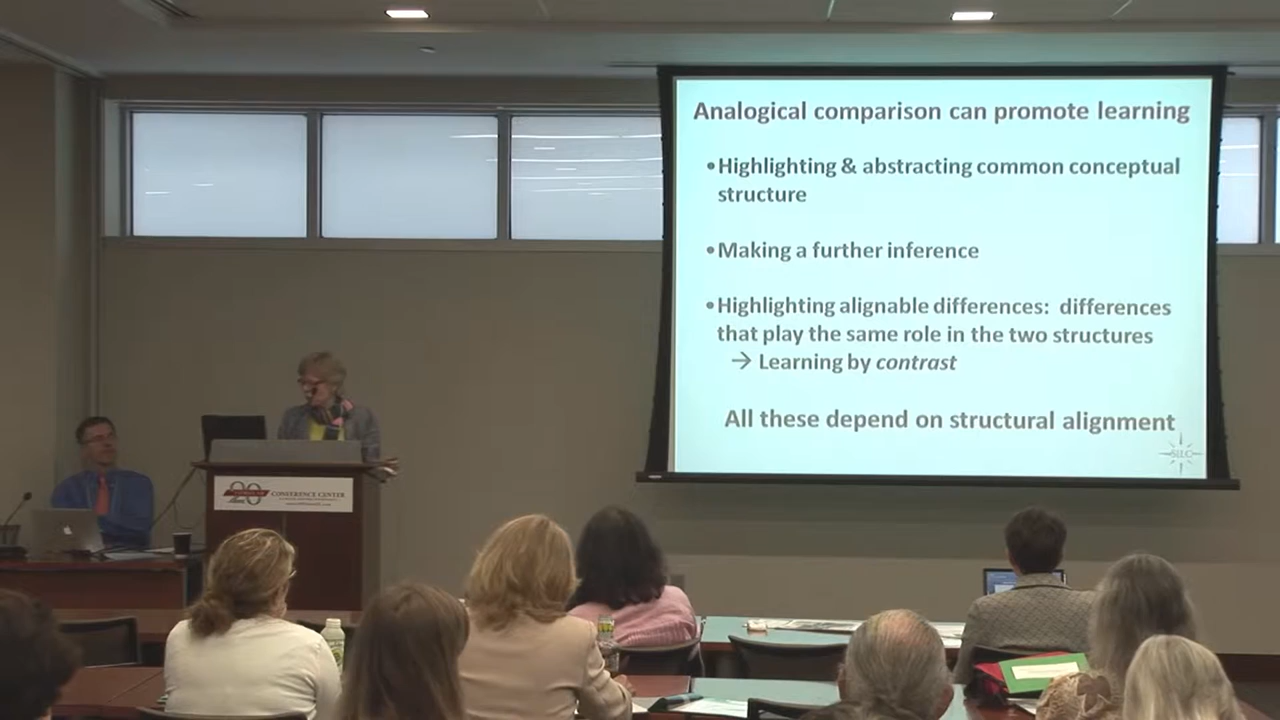 Analogical comparison can promote learning
•Highlighting & abstracting common conceptual
structure
•Making a further inference
•Highlighting alignable differences: differences
that play the same role in the two structures
→ Learning by contrast
All these depend on structural alignment
SILC
20
CONFERENCE CENTER